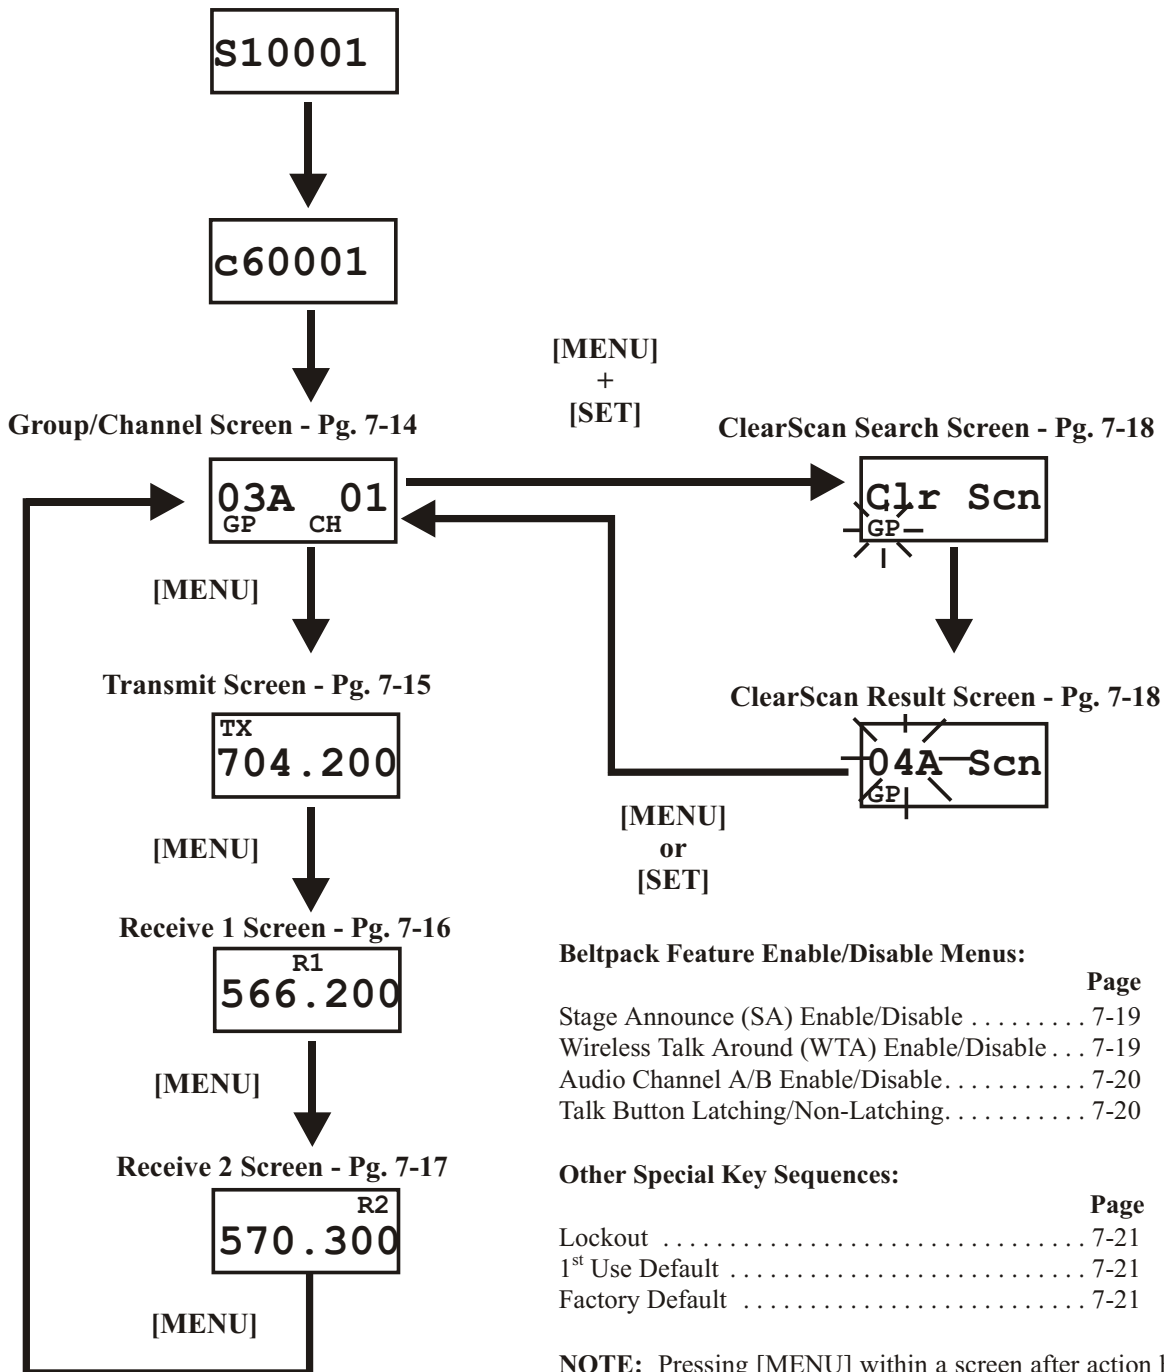 S10001
c60001
[MENU]
+
[SET]
Group/Channel Screen - Pg. 7-14
03A 01
GP CH
ClearScan Search Screen - Pg. 7-18
Clr Scn
GP
[MENU]
Transmit Screen - Pg. 7-15
TX
704.200
ClearScan Result Screen - Pg. 7-18
04A Scn
GP
[MENU]
or
[SET]
[MENU]
Receive 1 Screen - Pg. 7-16
R1
566.200
[MENU]
Receive 2 Screen - Pg. 7-17
R2
570.300
[MENU]
Beltpack Feature Enable/Disable Menus:
Page
Stage Announce (SA) Enable/Disable . . . . . . . . . 7-19
Wireless Talk Around (WTA) Enable/Disable . . . 7-19
Audio Channel A/B Enable/Disable. . . . . . . . . . . 7-20
Talk Button Latching/Non-Latching. . . . . . . . . . . 7-20
Other Special Key Sequences:
Page
Lockout . . . . . . . . . . . . . . . . . . . . . . . . . . . . . . . . 7-21
1st Use Default . . . . . . . . . . . . . . . . . . . . . . . . . . . 7-21
Factory Default . . . . . . . . . . . . . . . . . . . . . . . . . . 7-21
NOTE: Pressing [MENU] within a screen after action